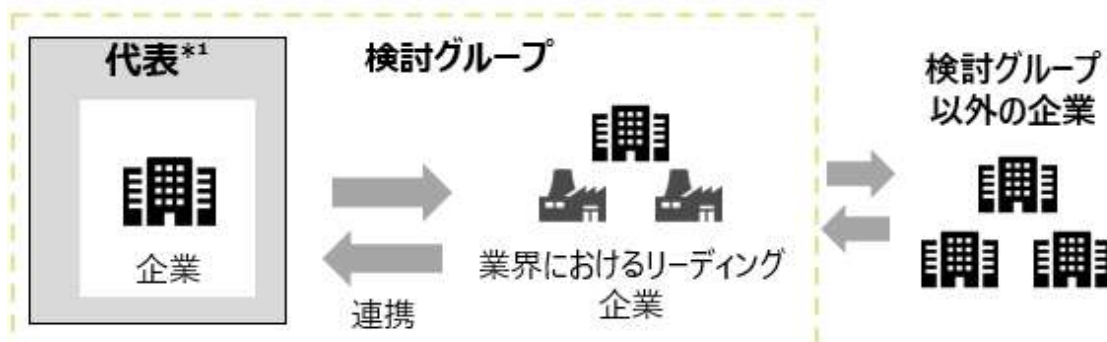 代表*1
検討グループ
検討グループ
以外の企業
企業
業界におけるリーディング
企業
連携